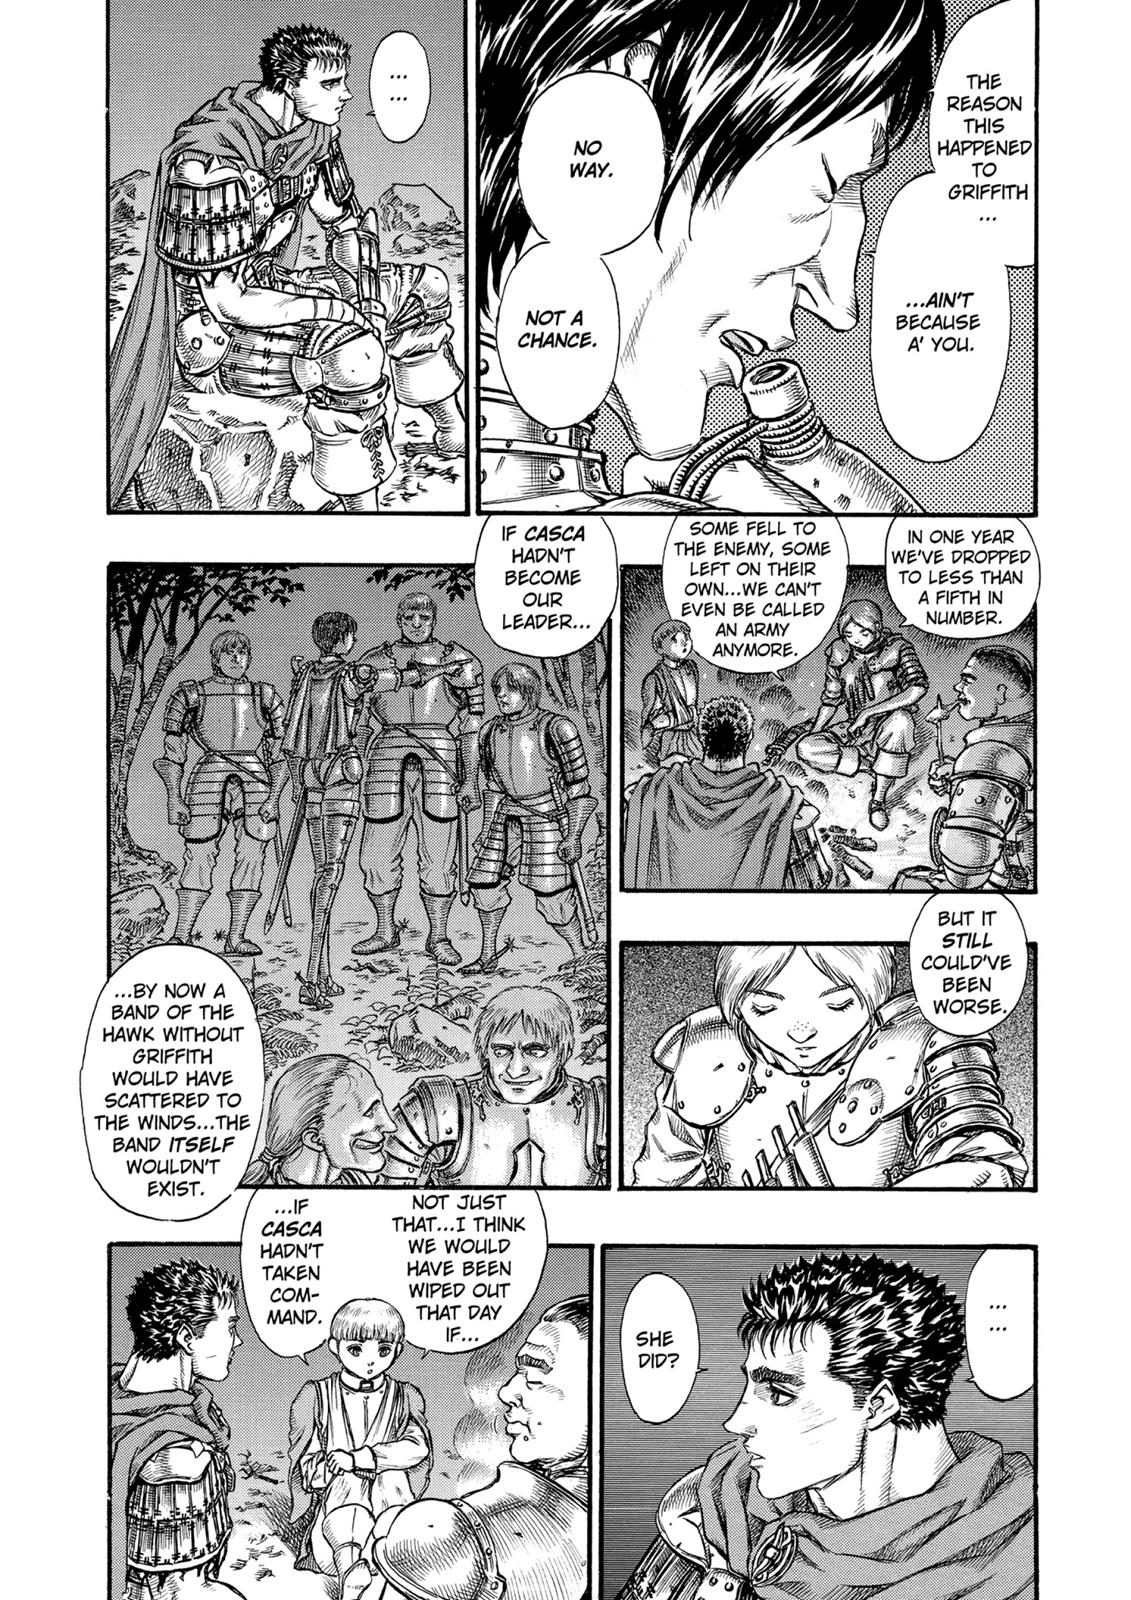 THE
REASON
THIS
HAPPENED
TO
GRIFFITH
...
...AIN'T
BECAUSE
A' YOU.
NO
WAY.
NOT A
CHANCE.
...
...
IN ONE YEAR
WE'VE DROPPED
TO LESS THAN
A FIFTH IN
NUMBER.
SOME FELL TO
THE ENEMY, SOME
LEFT ON THEIR
OWN...WE CAN'T
EVEN BE CALLED
AN ARMY
ANYMORE.
BUT IT
STILL
COULD'VE
BEEN
WORSE.
IF CASCA
HADN'T
BECOME
OUR
LEADER...
...BY NOW A
BAND OF THE
HAWK WITHOUT
GRIFFITH
WOULD HAVE
SCATTERED TO
THE WINDS...THE
BAND ITSELF
WOULDN'T
EXIST.
...
...
SHE
DID?
NOT JUST
THAT...I THINK
WE WOULD
HAVE BEEN
WIPED OUT
THAT DAY
IF...
...IF
CASCA
HADN'T
TAKEN
COM-
MAND.